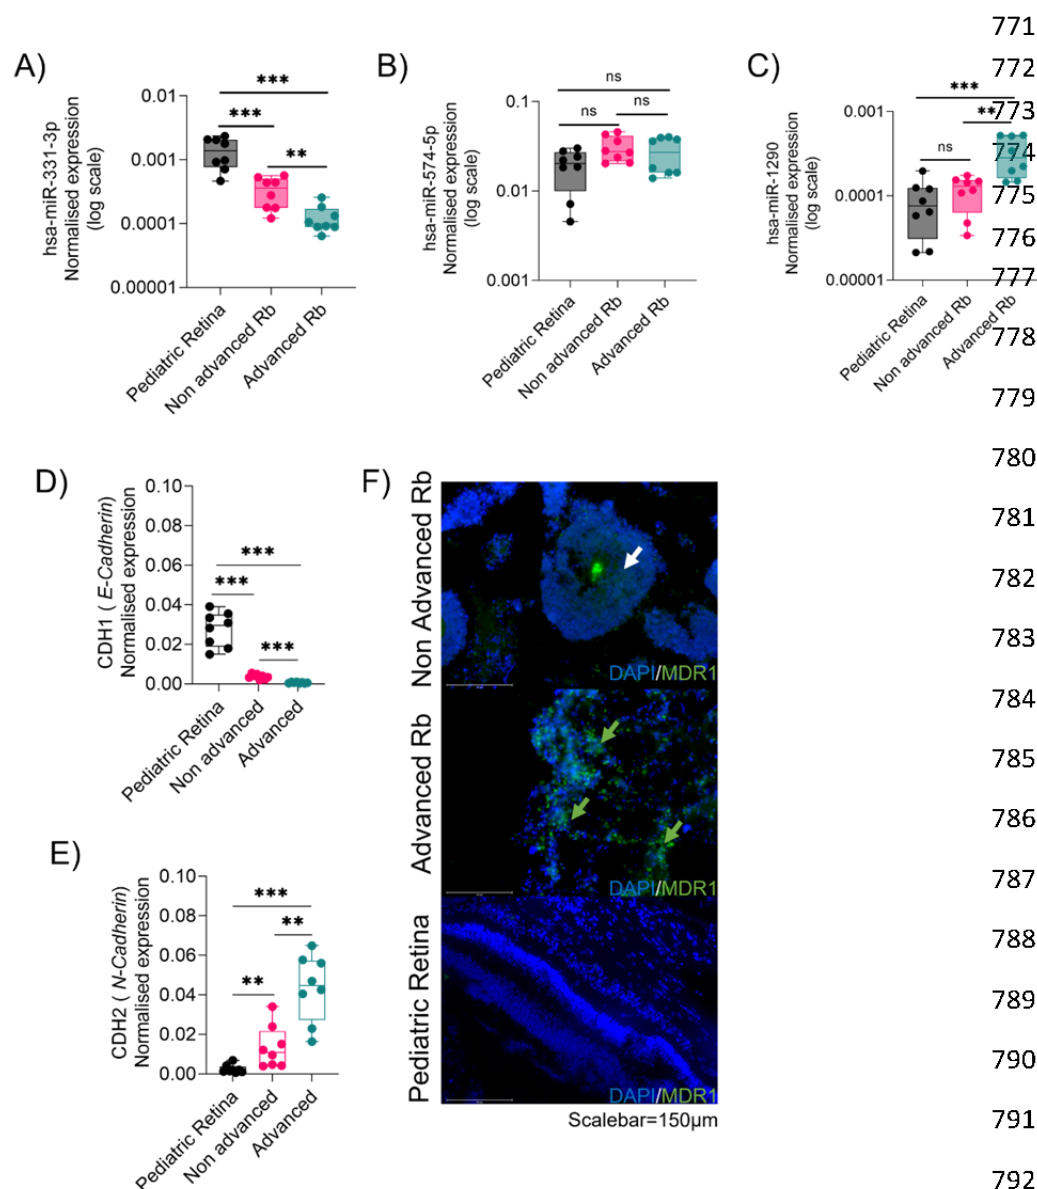 A)
hsa-miR-331-3p
Normalised expression
(log scale)
0.01
0.001
0.0001
0.00001
***
***
**
Pediatric Retina
Non advanced Rb
Advanced Rb
B)
hsa-miR-574-5p
Normalised expression
(log scale)
0.1
0.01
0.001
ns
ns
ns
Pediatric Retina
Non advanced Rb
Advanced Rb
C)
hsa-miR-1290
Normalised expression
(log scale)
0.001
0.0001
0.00001
***
**
ns
Pediatric Retina
Non advanced Rb
Advanced Rb
D)
CDH1 ( E-Cadherin)
Normalised expression
0.10
0.08
0.06
0.04
0.02
0.00
***
***
***
Pediatric Retina
Non advanced
Advanced
E)
CDH2 ( N-Cadherin)
Normalised expression
0.10
0.08
0.06
0.04
0.02
0.00
***
**
**
Pediatric Retina
Non advanced
Advanced
F)
Non Advanced Rb
DAPI/MDR1
Advanced Rb
DAPI/MDR1
Pediatric Retina
DAPI/MDR1
Scalebar=150µm
771
772
773
774
775
776
777
778
779
780
781
782
783
784
785
786
787
788
789
790
791
792